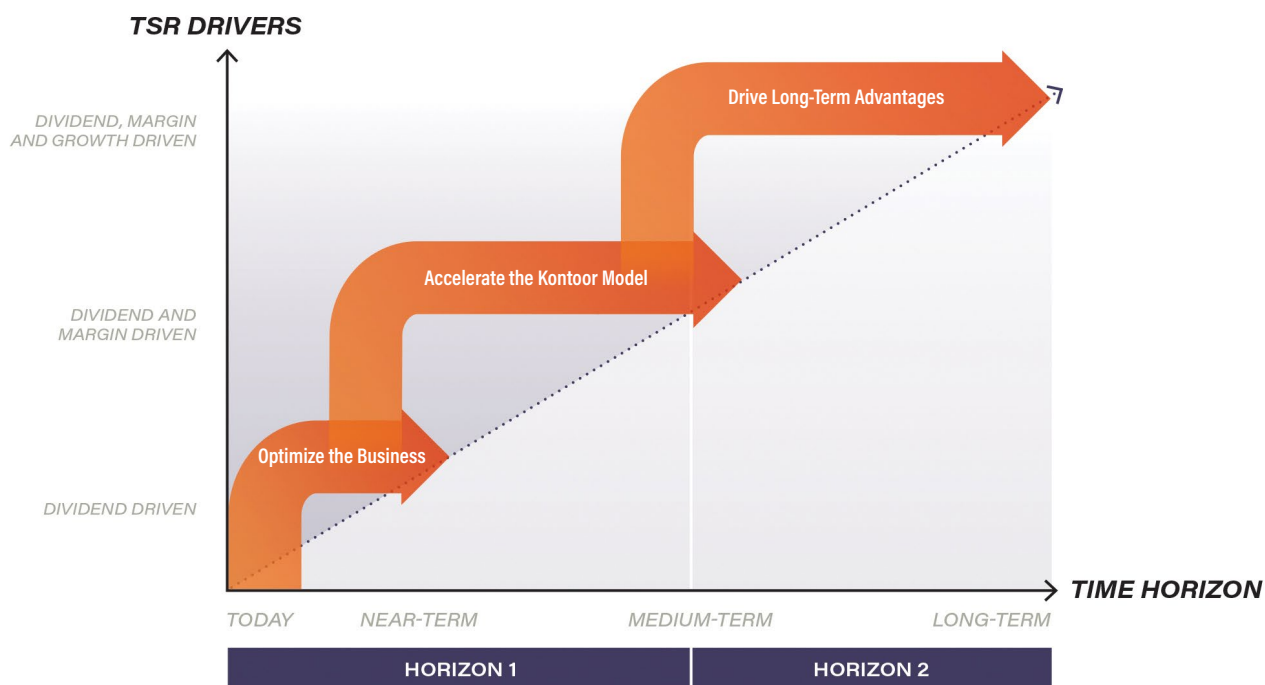 TSR DRIVERS
DIVIDEND, MARGIN
AND GROWTH DRIVEN
Drive Long-Term Advantages
DIVIDEND AND
MARGIN DRIVEN
Accelerate the Kontoor Model
Optimize the Business
DIVIDEND DRIVEN
TIME HORIZON
TODAY
NEAR-TERM
MEDIUM-TERM
LONG-TERM
HORIZON 1
HORIZON 2